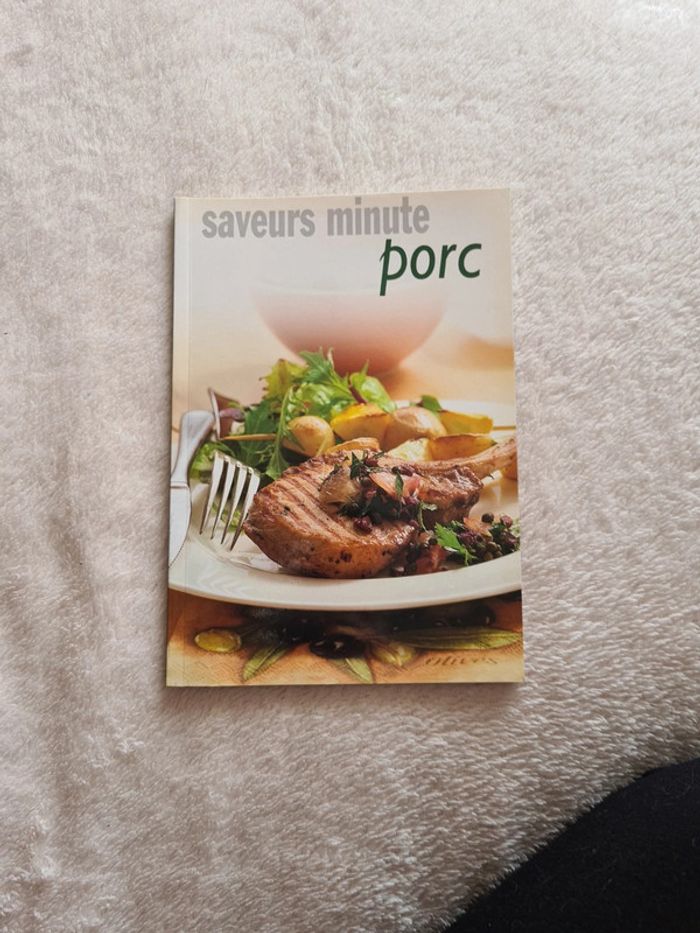 saveurs minute
porc
olives